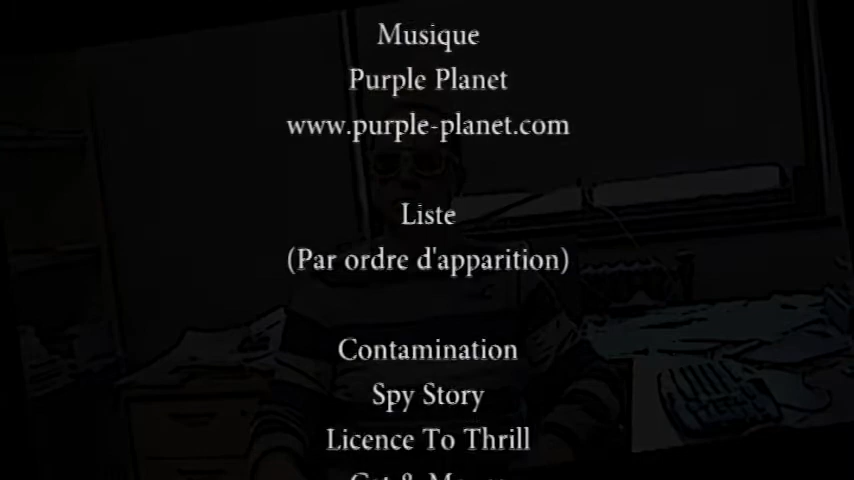 Musique
Purple Planet
www.purple-planet.com
Liste
(Par ordre d'apparition)
Contamination
Spy Story
Licence To Thrill